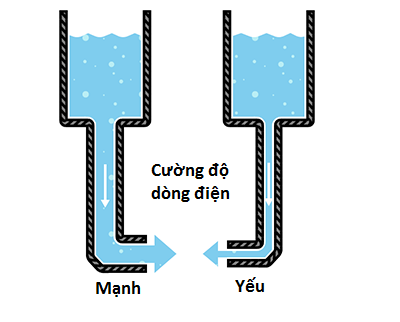 Cường độ
dòng điện
Mạnh
Yếu